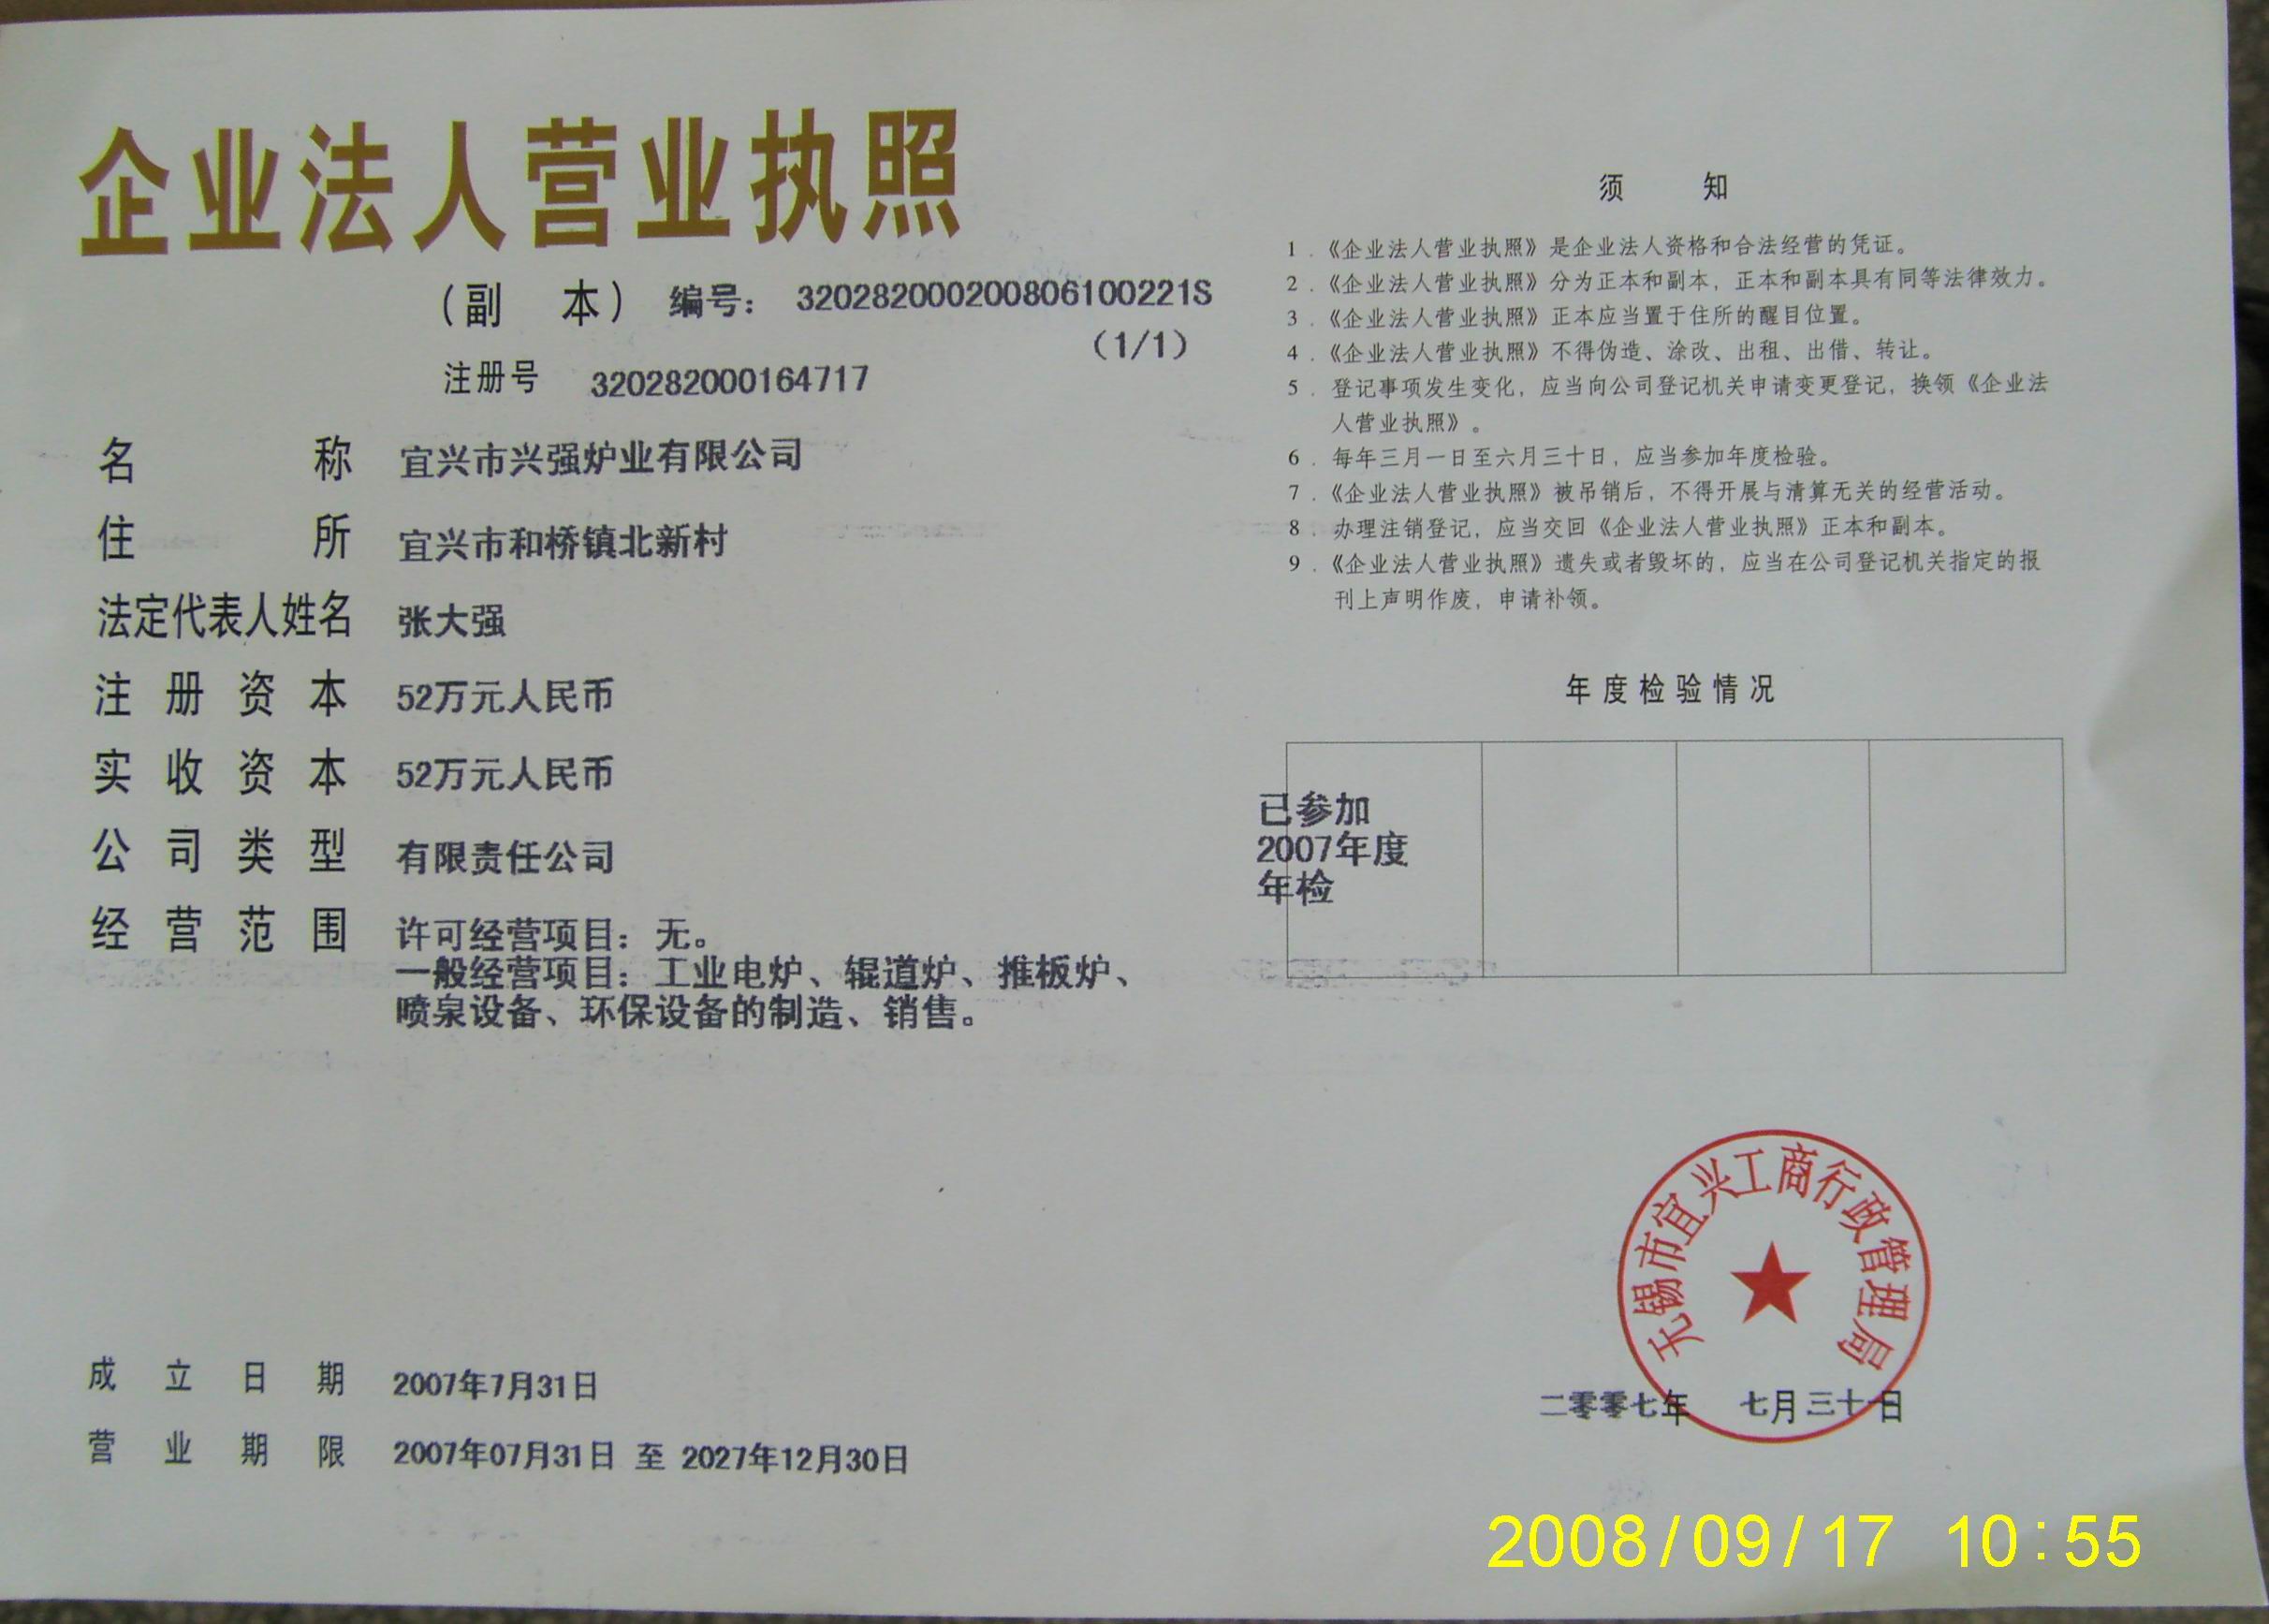 企业法人营业执照
（副 本） 编号： 320282000200806100221S
（1/1）
注册号 320282000164717
名称 宜兴市兴强炉业有限公司
住所 宜兴市和桥镇北新村
法定代表人姓名 张大强
注册资本 52万元人民币
实收资本 52万元人民币
公司类型 有限责任公司
经营范围 许可经营项目：无。
一般经营项目：工业电炉、辊道炉、推板炉、
喷泉设备、环保设备的制造、销售。
成立日期 2007年7月31日
营业期限 2007年07月31日 至 2027年12月30日
须 知
1．《企业法人营业执照》是企业法人资格和合法经营的凭证。
2．《企业法人营业执照》分为正本和副本，正本和副本具有同等法律效力。
3．《企业法人营业执照》正本应当置于住所的醒目位置。
4．《企业法人营业执照》不得伪造、涂改、出租、出借、转让。
5．登记事项发生变化，应当向公司登记机关申请变更登记，换领《企业法
人营业执照》。
6．每年三月一日至六月三十日，应当参加年度检验。
7．《企业法人营业执照》被吊销后，不得开展与清算无关的经营活动。
8．办理注销登记，应当交回《企业法人营业执照》正本和副本。
9．《企业法人营业执照》遗失或者毁坏的，应当在公司登记机关指定的报
刊上声明作废，申请补领。
年度检验情况
已参加
2007年度
年检
无锡市宜兴工商行政管理局
二零零七年 七月三十一日
2008/09/17 10:55